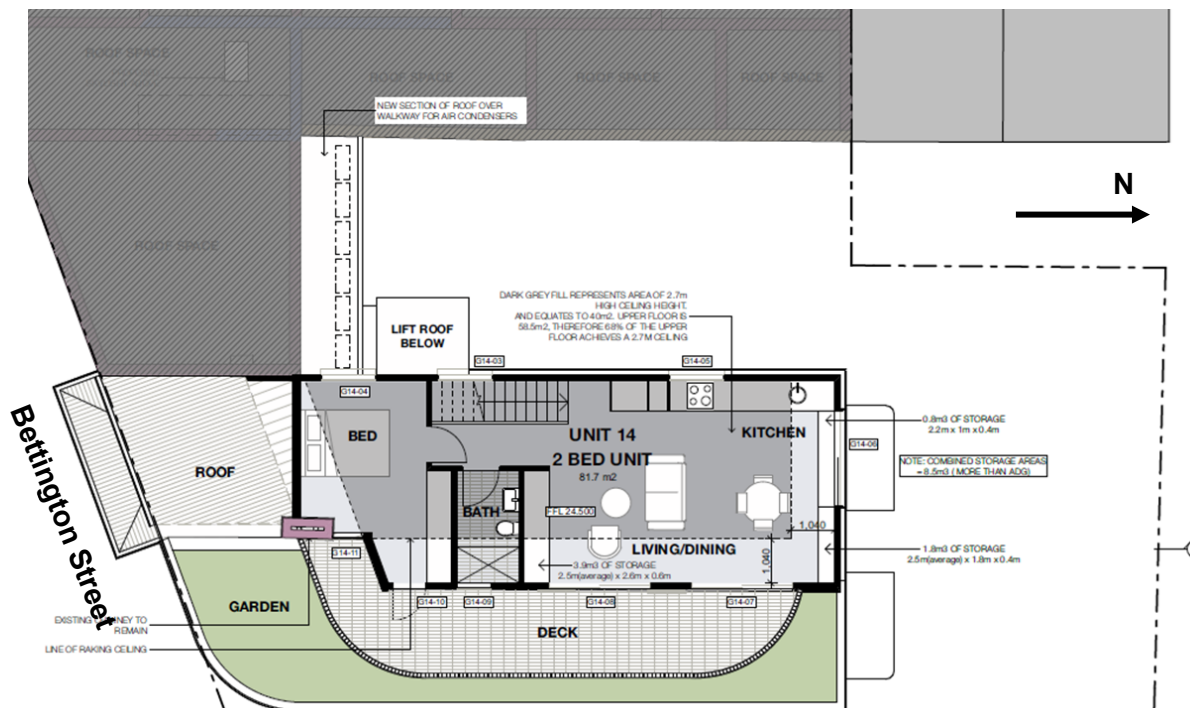 ROOF SPACE
ROOF SPACE
ROOF SPACE
ROOF SPACE
NEW SECTION OF ROOF OVER
WALKWAY FOR AIR CONDENSERS
N
ROOF SPACE
DARK GREY FILL REPRESENTS AREA OF 2.7m
HIGH CEILING HEIGHT.
AND EQUATES TO 40m2. UPPER FLOOR IS
58.5m2, THEREFORE 68% OF THE UPPER
FLOOR ACHIEVES A 2.7M CEILING
LIFT ROOF
BELOW
G14-03
G14-05
G14-04
Bettington Street
BED
UNIT 14
2 BED UNIT
81.7 m2
KITCHEN
0.8m3 OF STORAGE
2.2m x 1m x 0.4m
G14-06
NOTE: COMBINED STORAGE AREAS
= 8.5m3 ( MORE THAN ADG)
ROOF
BATH
FFL 24.500
1,040
G14-11
LIVING/DINING
1,040
1.8m3 OF STORAGE
2.5m(average) x 1.8m x 0.4m
3.9m3 OF STORAGE
2.5m(average) x 2.6m x 0.6m
G14-10
G14-09
G14-08
G14-07
GARDEN
EXISTING
NEY TO
REMAIN
DECK
LINE OF RAKING CEILING